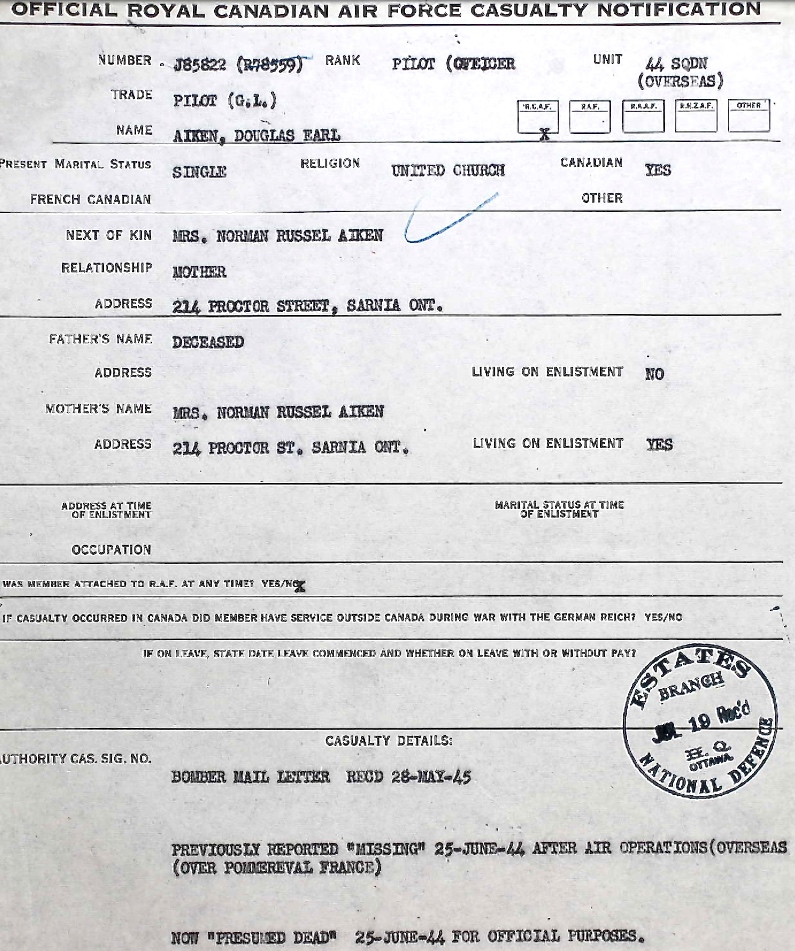 OFFICIAL ROYAL CANADIAN AIR FORCE CASUALTY NOTIFICATION
NUMBER J85822 (R78559) RANK PILOT (OFFICER UNIT 44 SQDN
(OVERSEAS)
TRADE PILOT (G.L.)
R.C.A.F. R.A.F. R.A.A.F. R.N.Z.A.F. OTHER
NAME AIKEN, DOUGLAS EARL X
PRESENT MARITAL STATUS SINGLE RELIGION UNITED CHURCH CANADIAN YES
FRENCH CANADIAN OTHER
NEXT OF KIN MRS. NORMAN RUSSEL AIKEN
RELATIONSHIP MOTHER
ADDRESS 214 PROCTOR STREET, SARNIA ONT.
FATHER'S NAME DECEASED
ADDRESS LIVING ON ENLISTMENT NO
MOTHER'S NAME MRS. NORMAN RUSSEL AIKEN
ADDRESS 214 PROCTOR ST. SARNIA ONT. LIVING ON ENLISTMENT YES
ADDRESS AT TIME MARITAL STATUS AT TIME
OF ENLISTMENT OF ENLISTMENT
OCCUPATION
WAS MEMBER ATTACHED TO R.A.F. AT ANY TIME? YES/NO X
IF CASUALTY OCCURRED IN CANADA DID MEMBER HAVE SERVICE OUTSIDE CANADA DURING WAR WITH THE GERMAN REICH? YES/NO
IF ON LEAVE, STATE DATE LEAVE COMMENCED AND WHETHER ON LEAVE WITH OR WITHOUT PAY?
ESTATES
BRANCH
JUL 19 Rec'd
H.Q.
OTTAWA
NATIONAL DEFENCE
CASUALTY DETAILS:
AUTHORITY CAS. SIG. NO.
BOMBER MAIL LETTER RECD 28-MAY-45
PREVIOUSLY REPORTED "MISSING" 25-JUNE-44 AFTER AIR OPERATIONS(OVERSEAS
(OVER POMMEREVAL FRANCE)
NOW "PRESUMED DEAD" 25-JUNE-44 FOR OFFICIAL PURPOSES.